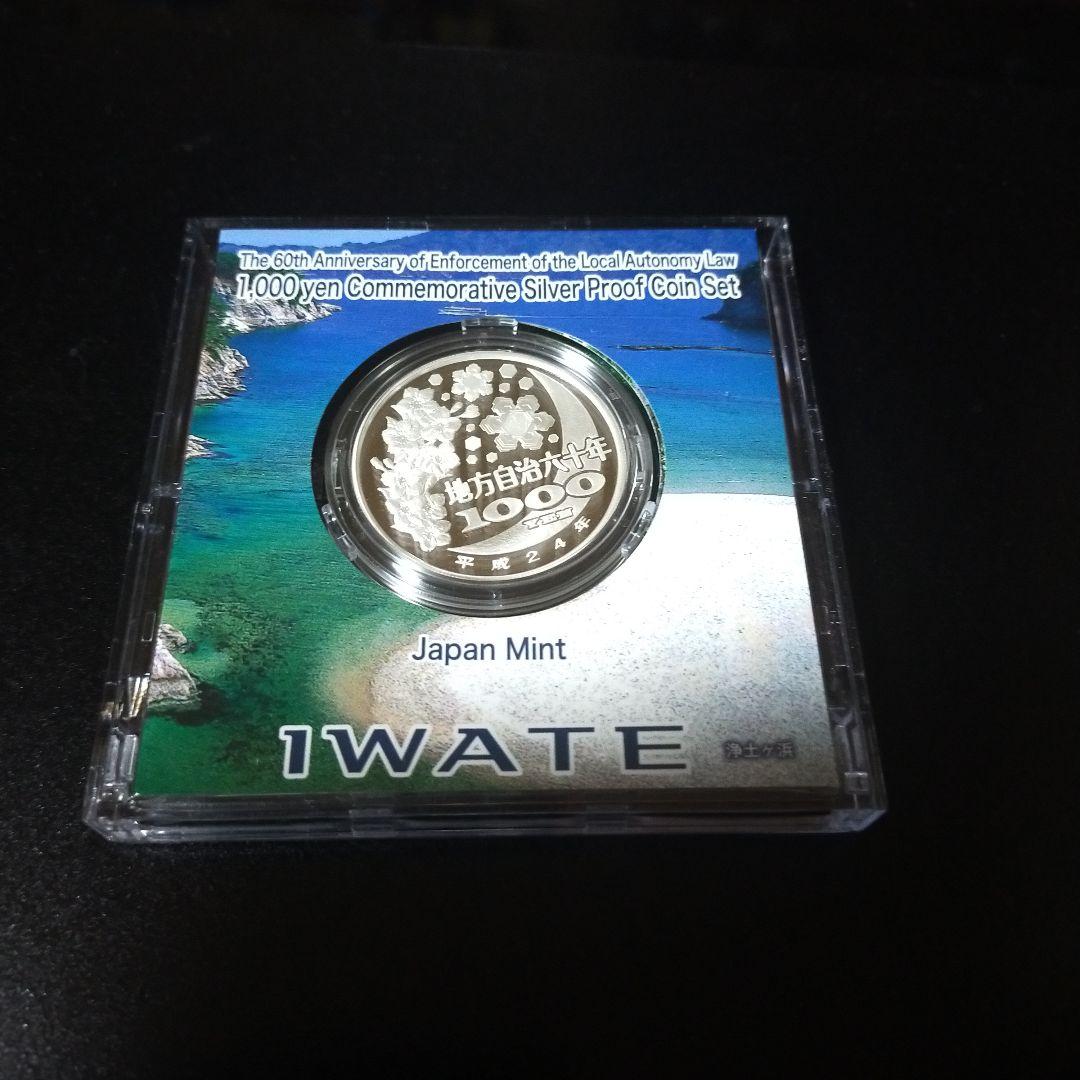 The 60th Anniversary of Enforcement of the Local Autonomy Law
1,000 yen Commemorative Silver Proof Coin Set
地方自治六十年
1000
YEN
平成24年
Japan Mint
IWATE
浄土ヶ浜